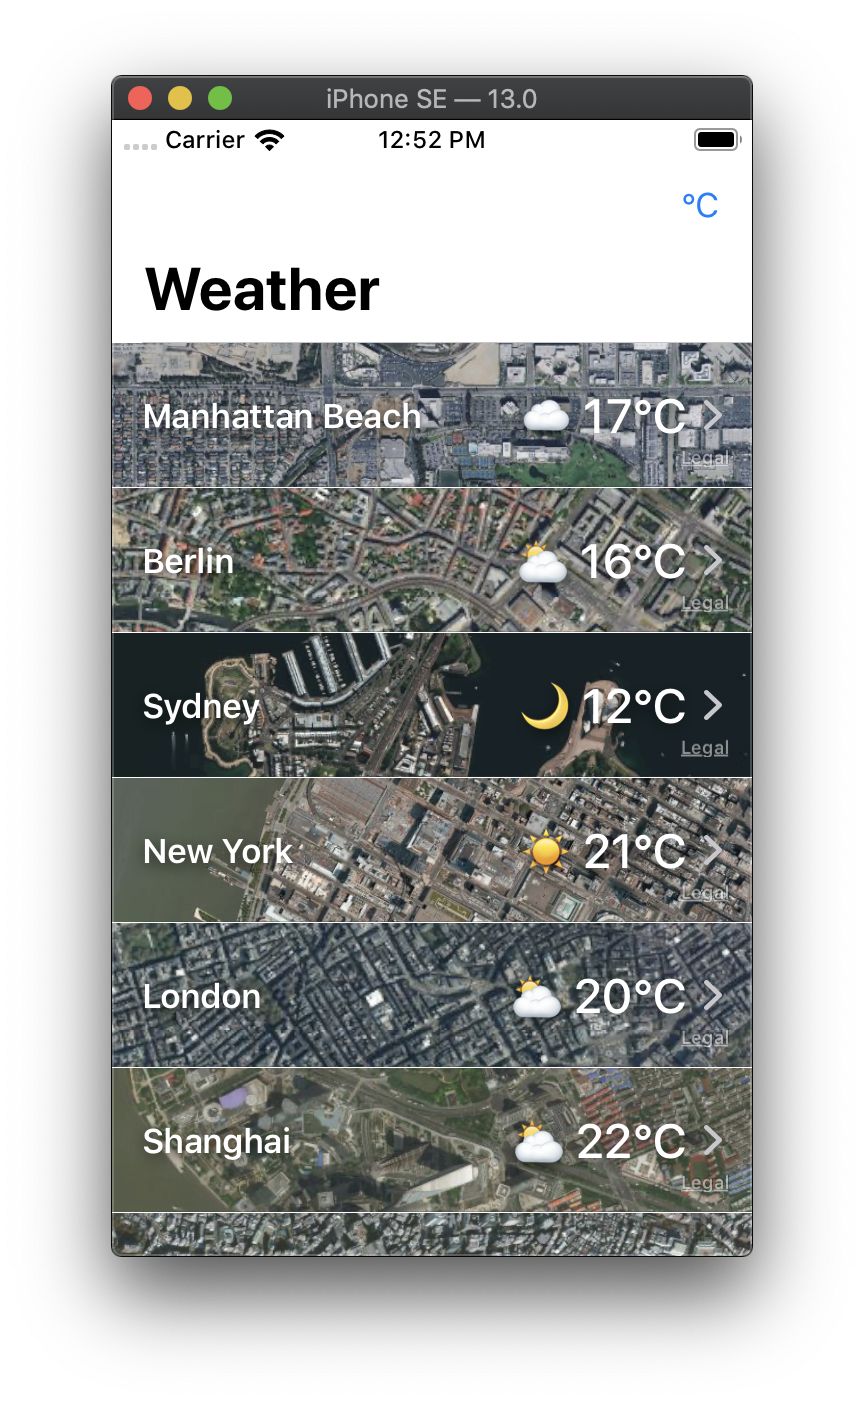 iPhone SE — 13.0
Carrier 12:52 PM
°C
Weather
Manhattan Beach 17°C
Legal
Berlin 16°C
Legal
Sydney 12°C
Legal
New York 21°C
Legal
London 20°C
Legal
Shanghai 22°C
Legal